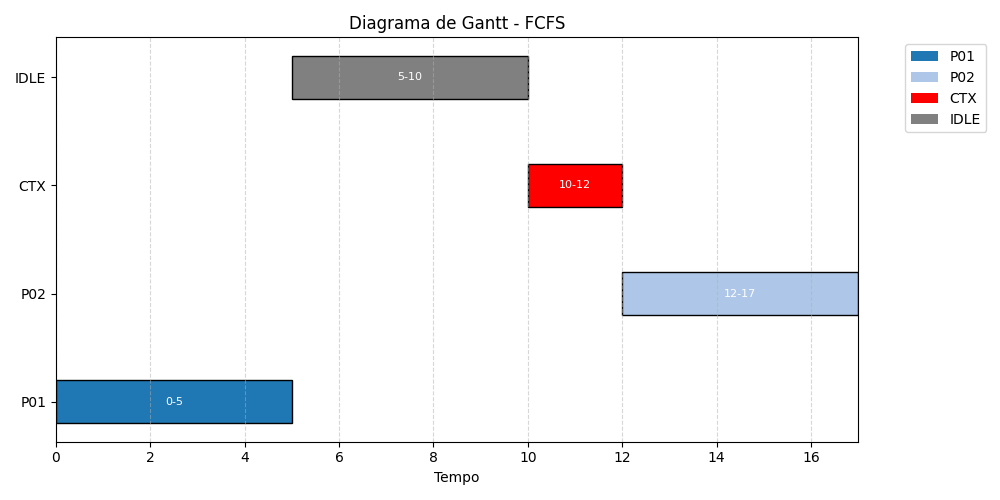 Diagrama de Gantt - FCFS
IDLE
5-10
CTX
10-12
P02
12-17
P01
0-5
0 2 4 6 8 10 12 14 16
Tempo
P01
P02
CTX
IDLE